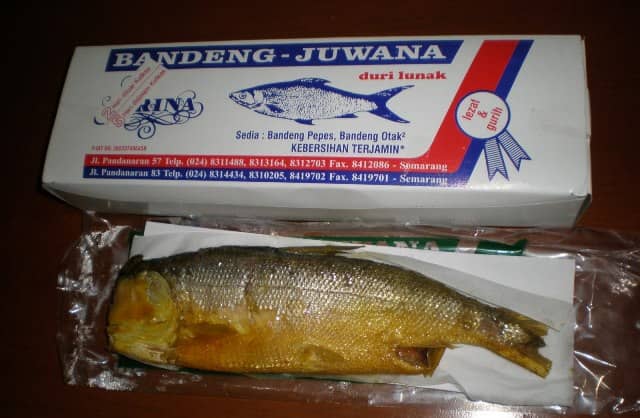 BANDENG - JUWANA
duri lunak
lezat & gurih
Sedia : Bandeng Pepes, Bandeng Otak²
KEBERSIHAN TERJAMIN*
Jl. Pandanaran 57 Telp. (024) 8311488, 8313164, 8312703 Fax. 8412086 - Semarang
Jl. Pandanaran 83 Telp. (024) 8314434, 8310205, 8419702 Fax. 8419701 - Semarang